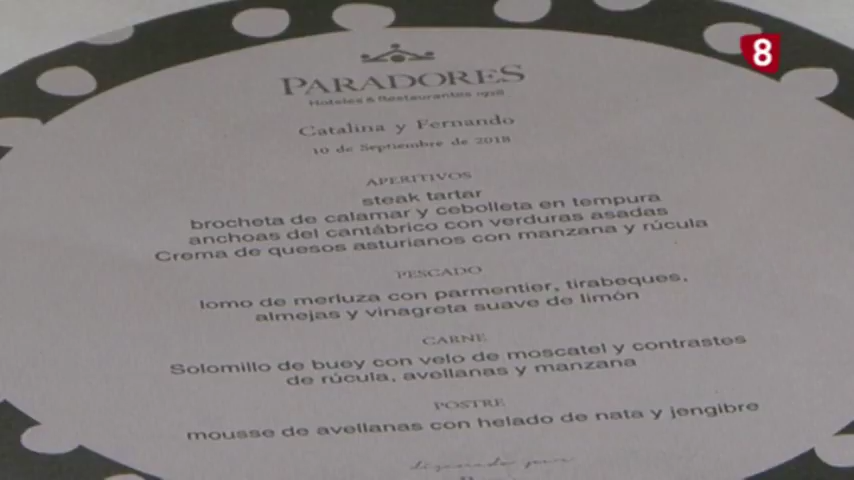 8
PARADORES
Hoteles & Restaurantes 1928
Catalina y Fernando
10 de Septiembre de 2018
APERITIVOS
steak tartar
brocheta de calamar y cebolleta en tempura
anchoas del cantábrico con verduras asadas
Crema de quesos asturianos con manzana y rúcula
PESCADO
lomo de merluza con parmentier, tirabeques,
almejas y vinagreta suave de limón
CARNE
Solomillo de buey con velo de moscatel y contrastes
de rúcula, avellanas y manzana
POSTRE
mousse de avellanas con helado de nata y jengibre